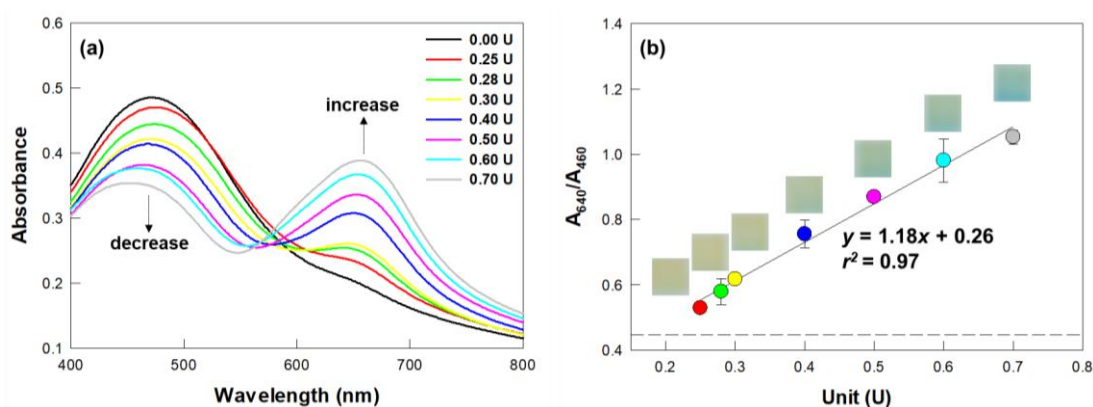 (a)
0.6
0.5
0.4
0.3
0.2
0.1
Absorbance
400
500
600
700
800
Wavelength (nm)
decrease
increase
0.00 U
0.25 U
0.28 U
0.30 U
0.40 U
0.50 U
0.60 U
0.70 U
(b)
1.4
1.2
1.0
0.8
0.6
0.4
A640/A460
0.2
0.3
0.4
0.5
0.6
0.7
0.8
Unit (U)
y = 1.18x + 0.26
r² = 0.97